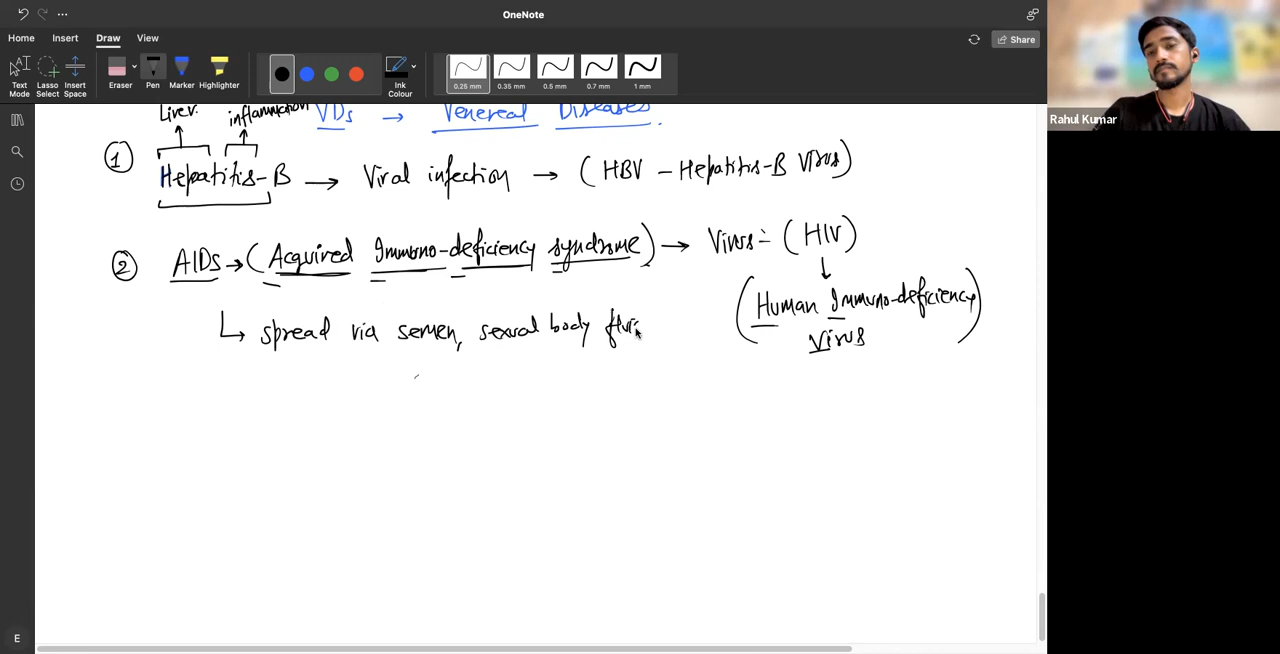 OneNote
Home Insert Draw View
Share
Text Mode
Lasso Select
Insert Space
Eraser
Pen
Marker
Highlighter
Ink Colour
0.25 mm
0.35 mm
0.5 mm
0.7 mm
1 mm
Rahul Kumar
Liver. inflammation VDs → Venereal Diseases.
① Hepatitis-B → Viral infection → (HBV - Hepatitis-B Virus)
② AIDs → (Acquired Immuno-deficiency syndrome) → Virus = (HIV)
↓
(Human Immuno-deficiency Virus)
↳ spread via semen, sexual body flui
E